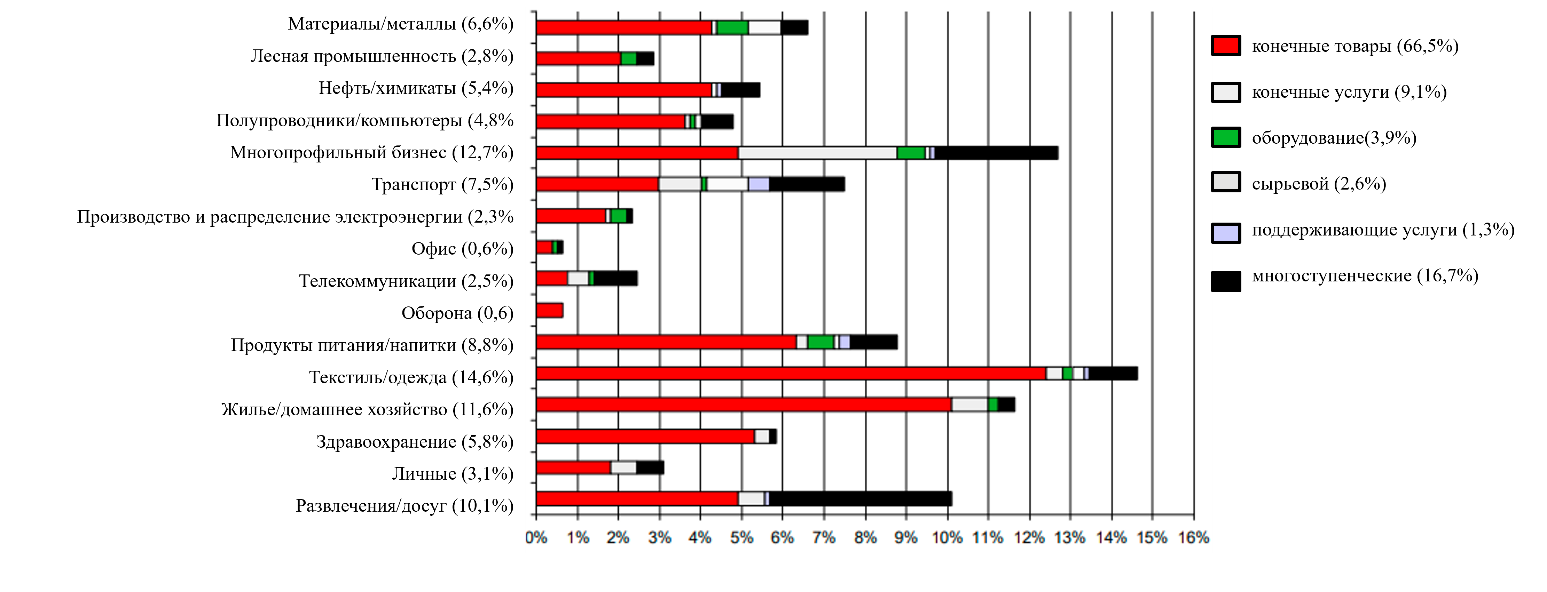 Материалы/металлы (6,6%)
Лесная промышленность (2,8%)
Нефть/химикаты (5,4%)
Полупроводники/компьютеры (4,8%
Многопрофильный бизнес (12,7%)
Транспорт (7,5%)
Производство и распределение электроэнергии (2,3%
Офис (0,6%)
Телекоммуникации (2,5%)
Оборона (0,6)
Продукты питания/напитки (8,8%)
Текстиль/одежда (14,6%)
Жилье/домашнее хозяйство (11,6%)
Здравоохранение (5,8%)
Личные (3,1%)
Развлечения/досуг (10,1%)
0% 1% 2% 3% 4% 5% 6% 7% 8% 9% 10% 11% 12% 13% 14% 15% 16%
конечные товары (66,5%)
конечные услуги (9,1%)
оборудование(3,9%)
сырьевой (2,6%)
поддерживающие услуги (1,3%)
многоступенческие (16,7%)